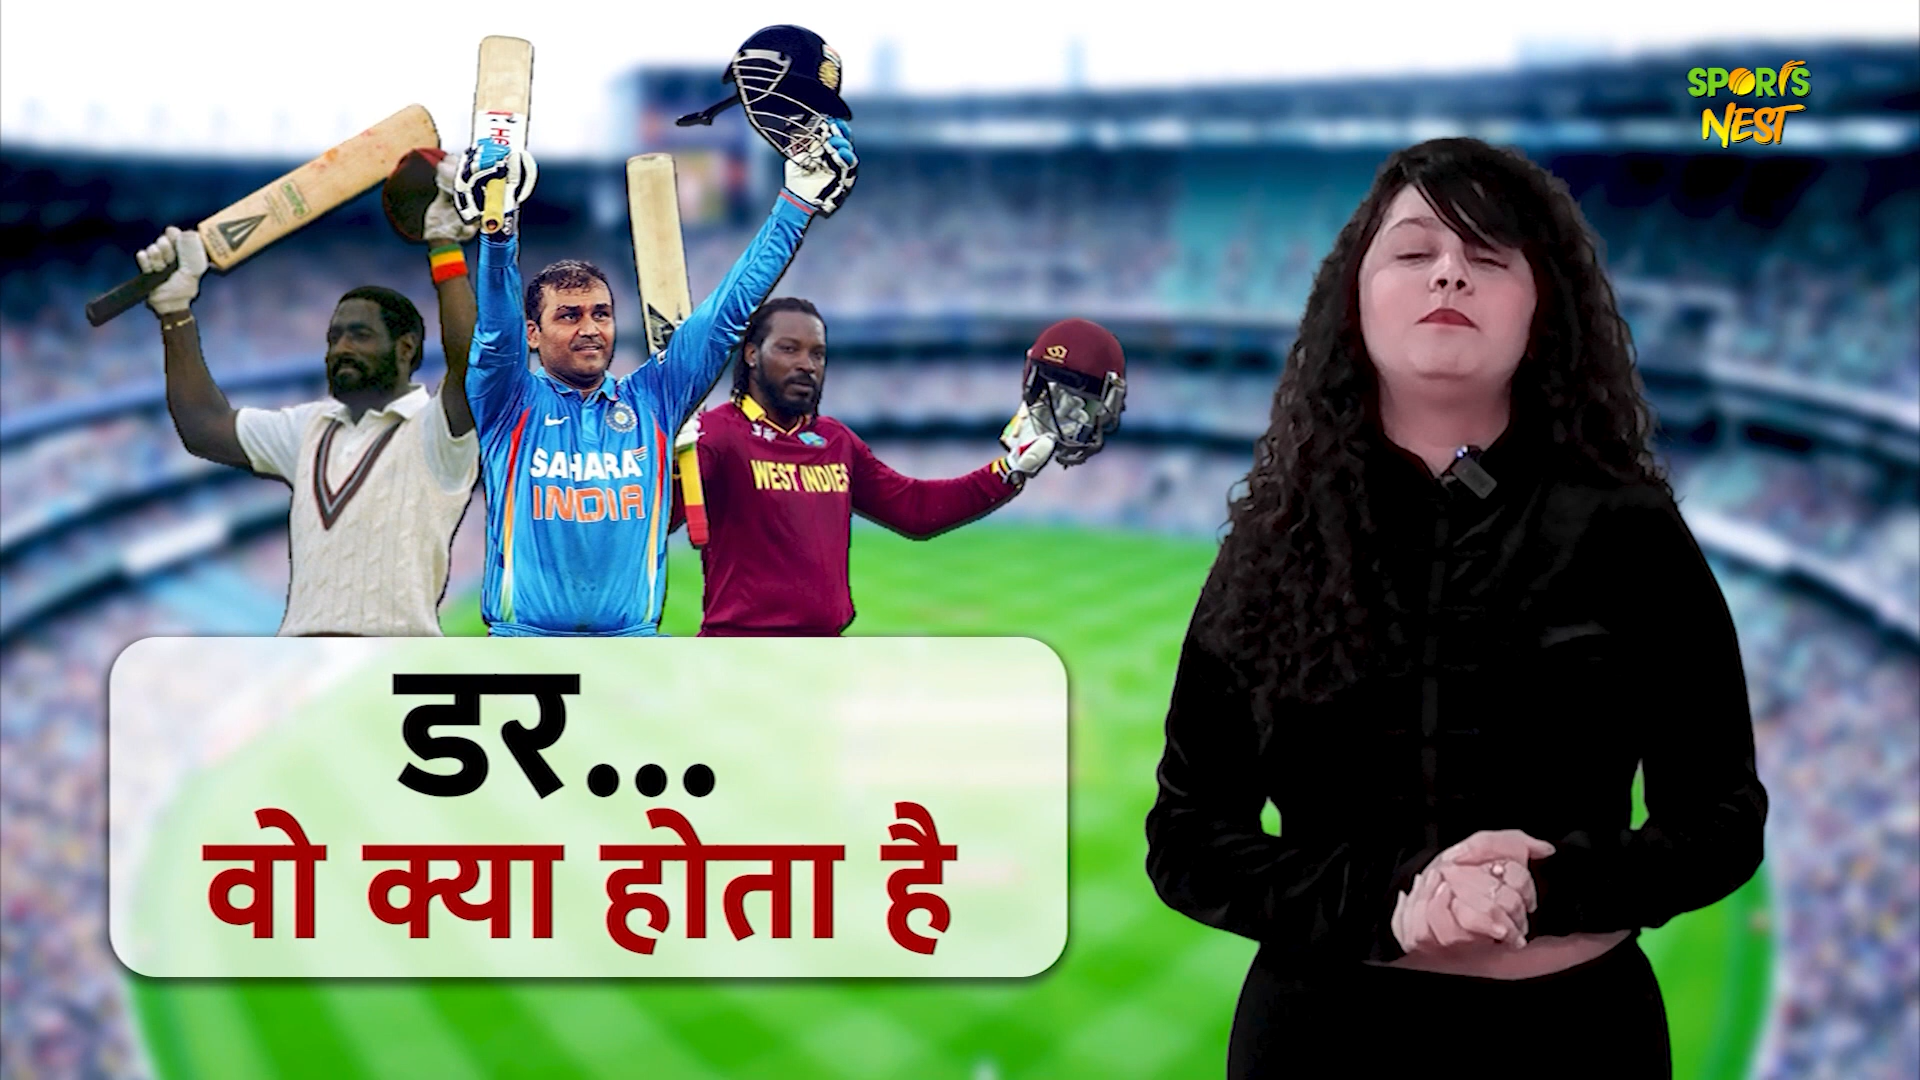 SPORTS
NEST
SAHARA
INDIA
WEST INDIES
डर...
वो क्या होता है